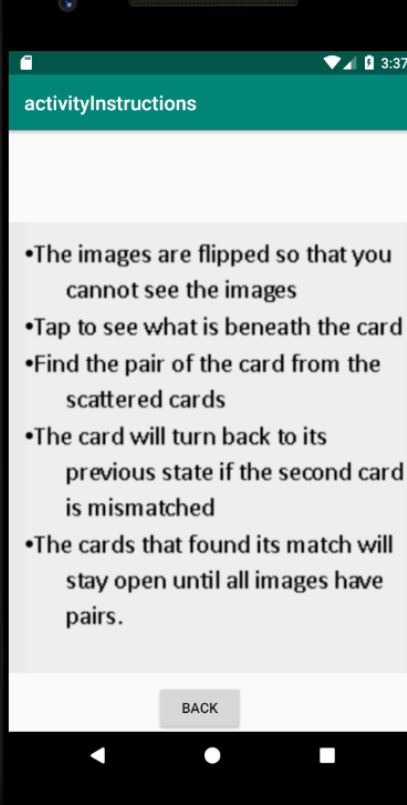 3:37
activityInstructions
•The images are flipped so that you
cannot see the images
•Tap to see what is beneath the card
•Find the pair of the card from the
scattered cards
•The card will turn back to its
previous state if the second card
is mismatched
•The cards that found its match will
stay open until all images have
pairs.
BACK